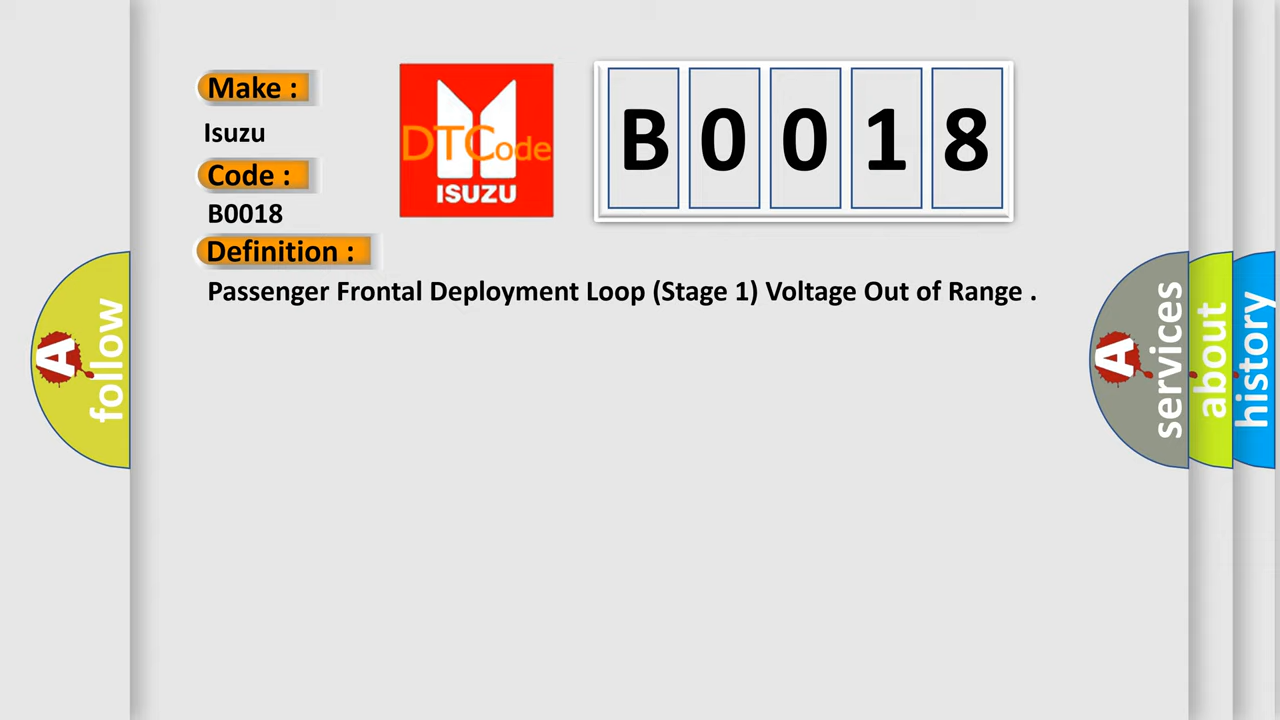 Make :
Isuzu
Code :
B0018
Definition :
Passenger Frontal Deployment Loop (Stage 1) Voltage Out of Range .
DTCode
ISUZU
B 0 0 1 8
A follow
A services
about
history